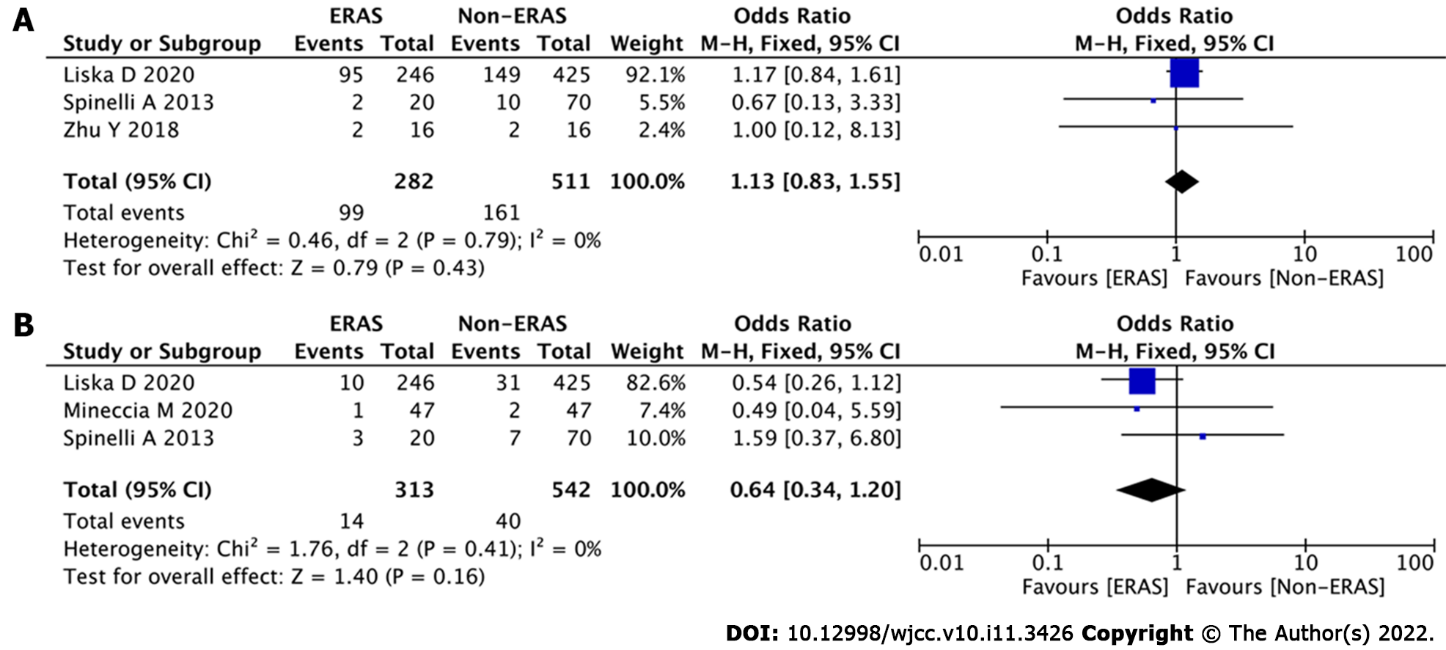 A
ERAS Non-ERAS Odds Ratio Odds Ratio
Study or Subgroup Events Total Events Total Weight M-H, Fixed, 95% CI M-H, Fixed, 95% CI
Liska D 2020 95 246 149 425 92.1% 1.17 [0.84, 1.61]
Spinelli A 2013 2 20 10 70 5.5% 0.67 [0.13, 3.33]
Zhu Y 2018 2 16 2 16 2.4% 1.00 [0.12, 8.13]
Total (95% CI) 282 511 100.0% 1.13 [0.83, 1.55]
Total events 99 161
Heterogeneity: Chi² = 0.46, df = 2 (P = 0.79); I² = 0%
Test for overall effect: Z = 0.79 (P = 0.43)
0.01 0.1 1 10 100
Favours [ERAS] Favours [Non-ERAS]
B
ERAS Non-ERAS Odds Ratio Odds Ratio
Study or Subgroup Events Total Events Total Weight M-H, Fixed, 95% CI M-H, Fixed, 95% CI
Liska D 2020 10 246 31 425 82.6% 0.54 [0.26, 1.12]
Mineccia M 2020 1 47 2 47 7.4% 0.49 [0.04, 5.59]
Spinelli A 2013 3 20 7 70 10.0% 1.59 [0.37, 6.80]
Total (95% CI) 313 542 100.0% 0.64 [0.34, 1.20]
Total events 14 40
Heterogeneity: Chi² = 1.76, df = 2 (P = 0.41); I² = 0%
Test for overall effect: Z = 1.40 (P = 0.16)
0.01 0.1 1 10 100
Favours [ERAS] Favours [Non-ERAS]
DOI: 10.12998/wjcc.v10.i11.3426 Copyright © The Author(s) 2022.